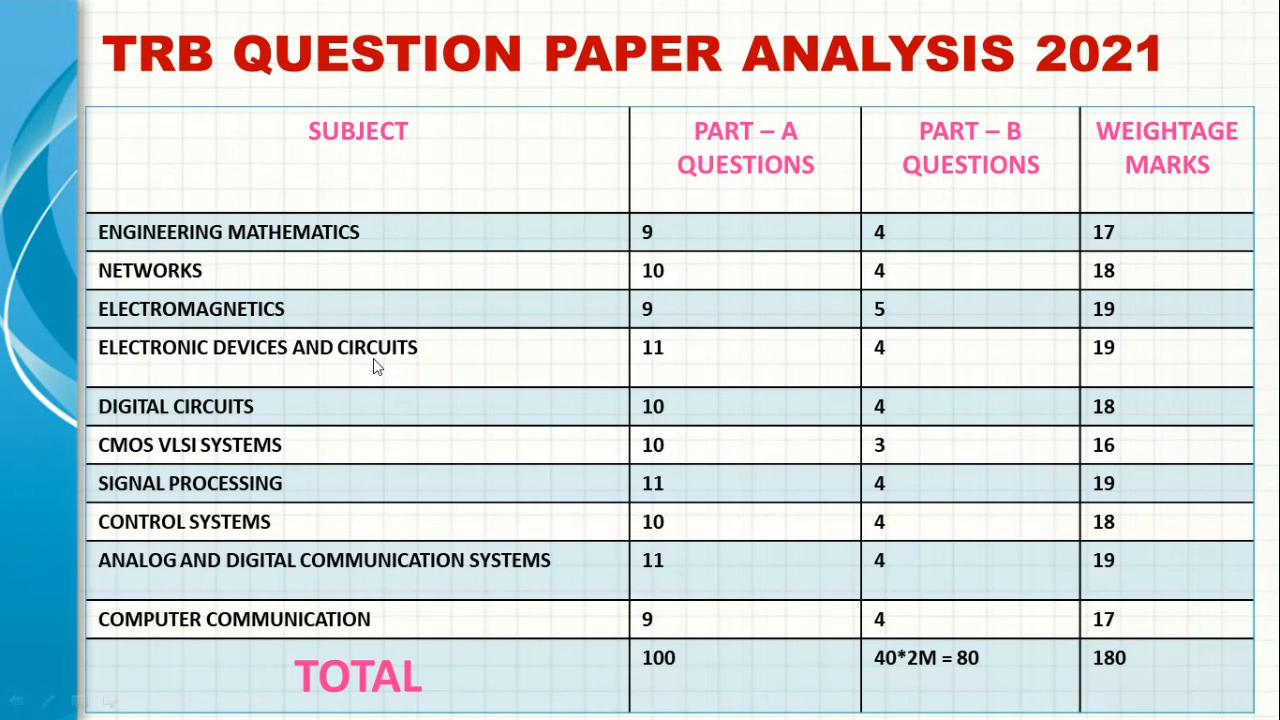 TRB QUESTION PAPER ANALYSIS 2021
SUBJECT PART – A QUESTIONS PART – B QUESTIONS WEIGHTAGE MARKS
ENGINEERING MATHEMATICS 9 4 17
NETWORKS 10 4 18
ELECTROMAGNETICS 9 5 19
ELECTRONIC DEVICES AND CIRCUITS 11 4 19
DIGITAL CIRCUITS 10 4 18
CMOS VLSI SYSTEMS 10 3 16
SIGNAL PROCESSING 11 4 19
CONTROL SYSTEMS 10 4 18
ANALOG AND DIGITAL COMMUNICATION SYSTEMS 11 4 19
COMPUTER COMMUNICATION 9 4 17
TOTAL 100 40*2M = 80 180